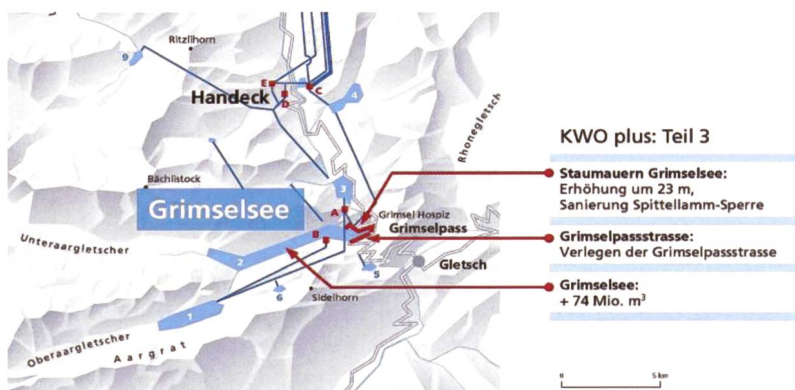 Ritzlihorn
9
E
C
D
4
Handeck
Rhonegletsch
KWO plus: Teil 3
Staumauern Grimselsee:
Erhöhung um 23 m,
Sanierung Spittellamm-Sperre
Bächlistock
3
Grimselsee
A
Grimsel Hospiz
Grimselpass
B
Grimselpassstrasse:
Verlegen der Grimselpassstrasse
Unteraargletscher
2
5
Gletsch
Grimselsee:
+ 74 Mio. m³
6
Sidelhorn
1
Oberaargletscher
Aargrat
0
5 km